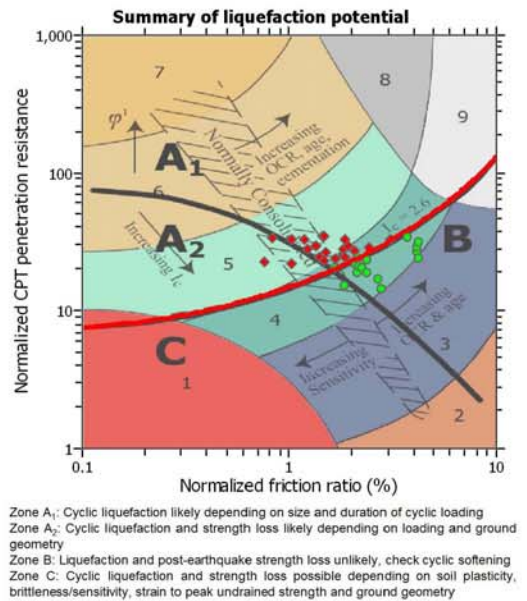 Summary of liquefaction potential
1,000
7
8
9
φ'
A1
Increasing
OCR, age,
cementation
Normally Consolidated
100
6
Ic = 2.6
A2
B
Increasing Ic
5
Normalized CPT penetration resistance
10
4
C
1
Increasing
Sensitivity
Increasing
OCR & age
3
2
1
0.1
1
10
Normalized friction ratio (%)
Zone A1: Cyclic liquefaction likely depending on size and duration of cyclic loading
Zone A2: Cyclic liquefaction and strength loss likely depending on loading and ground
geometry
Zone B: Liquefaction and post-earthquake strength loss unlikely, check cyclic softening
Zone C: Cyclic liquefaction and strength loss possible depending on soil plasticity,
brittleness/sensitivity, strain to peak undrained strength and ground geometry